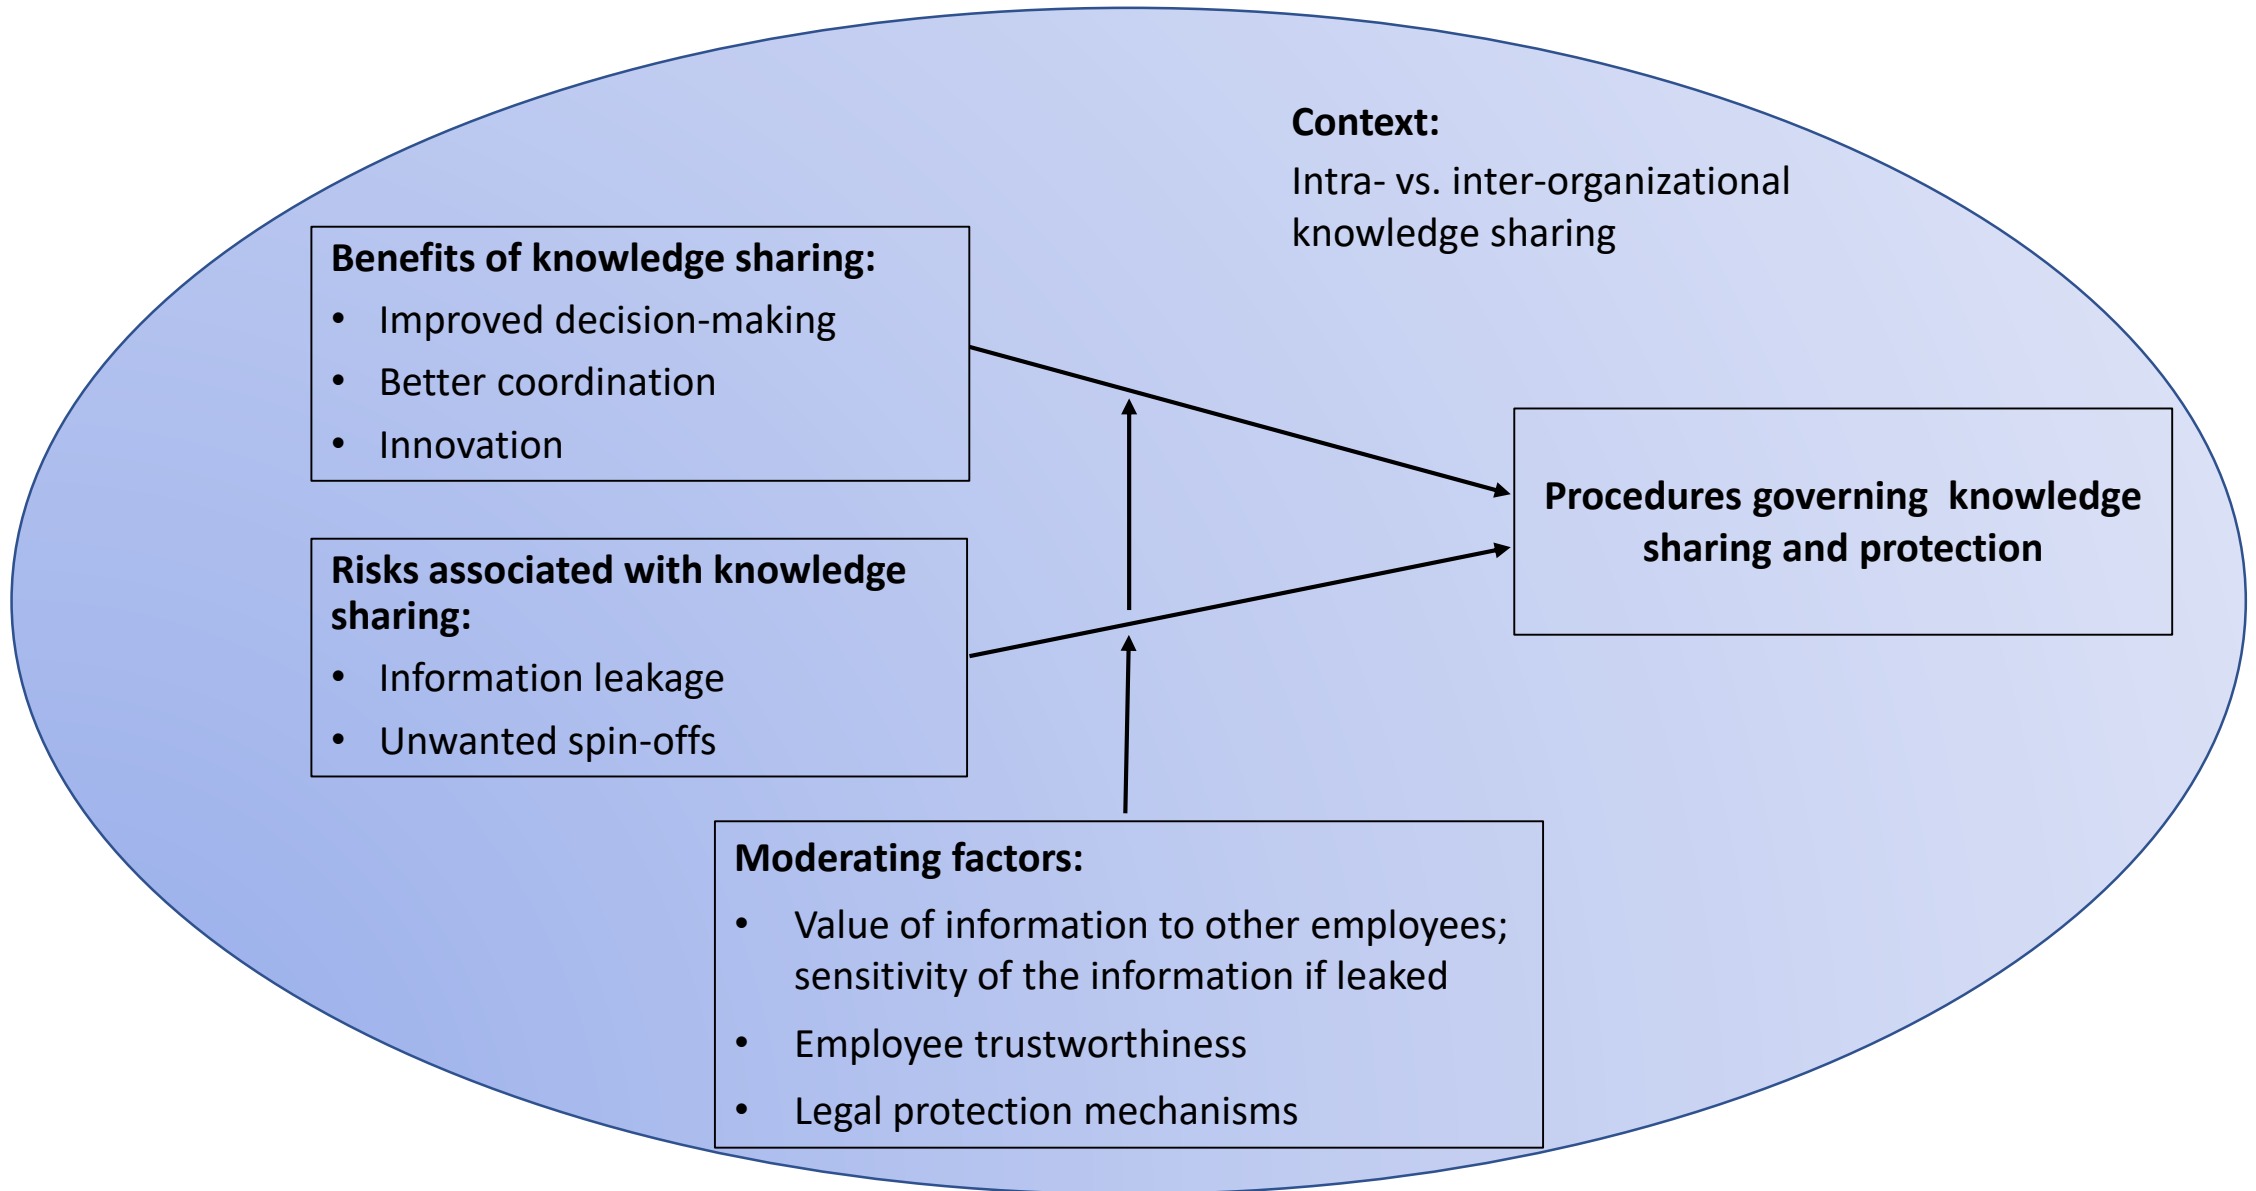 Context:
Intra- vs. inter-organizational
knowledge sharing
Benefits of knowledge sharing:
• Improved decision-making
• Better coordination
• Innovation
Procedures governing  knowledge
sharing and protection
Risks associated with knowledge
sharing:
• Information leakage
• Unwanted spin-offs
Moderating factors:
• Value of information to other employees;
sensitivity of the information if leaked
• Employee trustworthiness
• Legal protection mechanisms